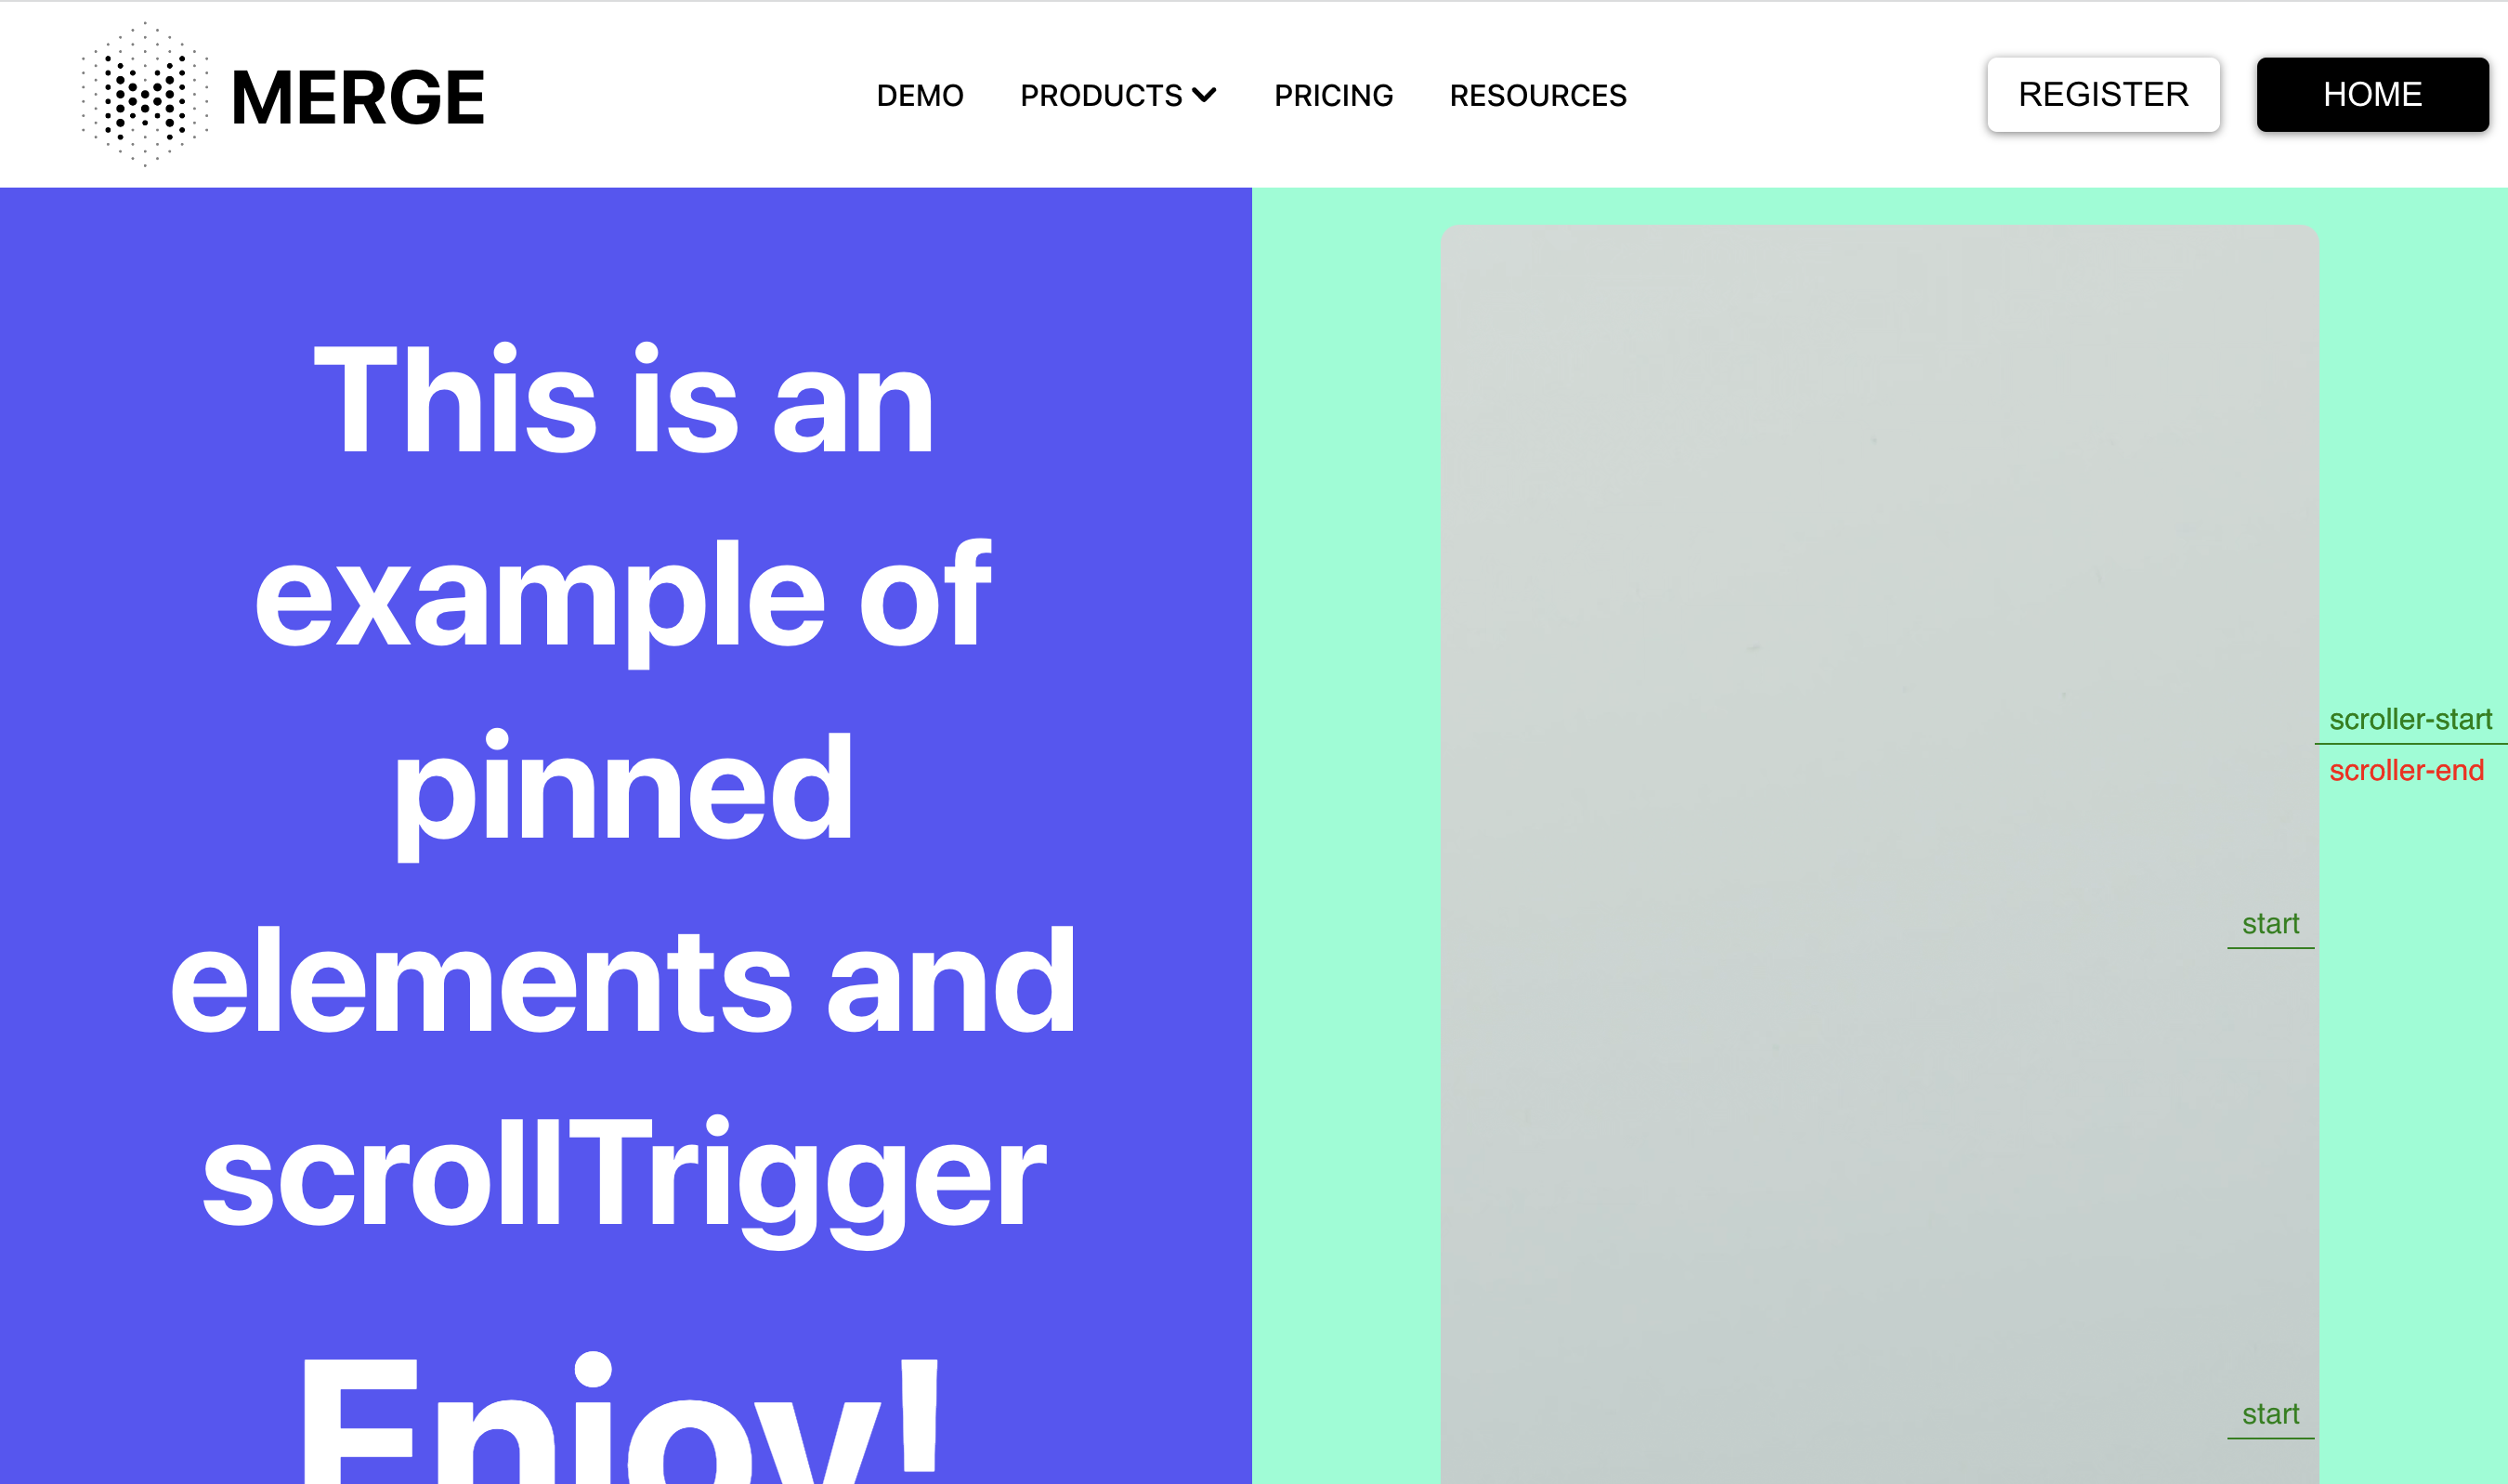 MERGE
DEMO PRODUCTS PRICING RESOURCES
REGISTER HOME
This is an
example of
pinned
elements and
scrollTrigger
Enjoy!
scroller-start
scroller-end
start
start